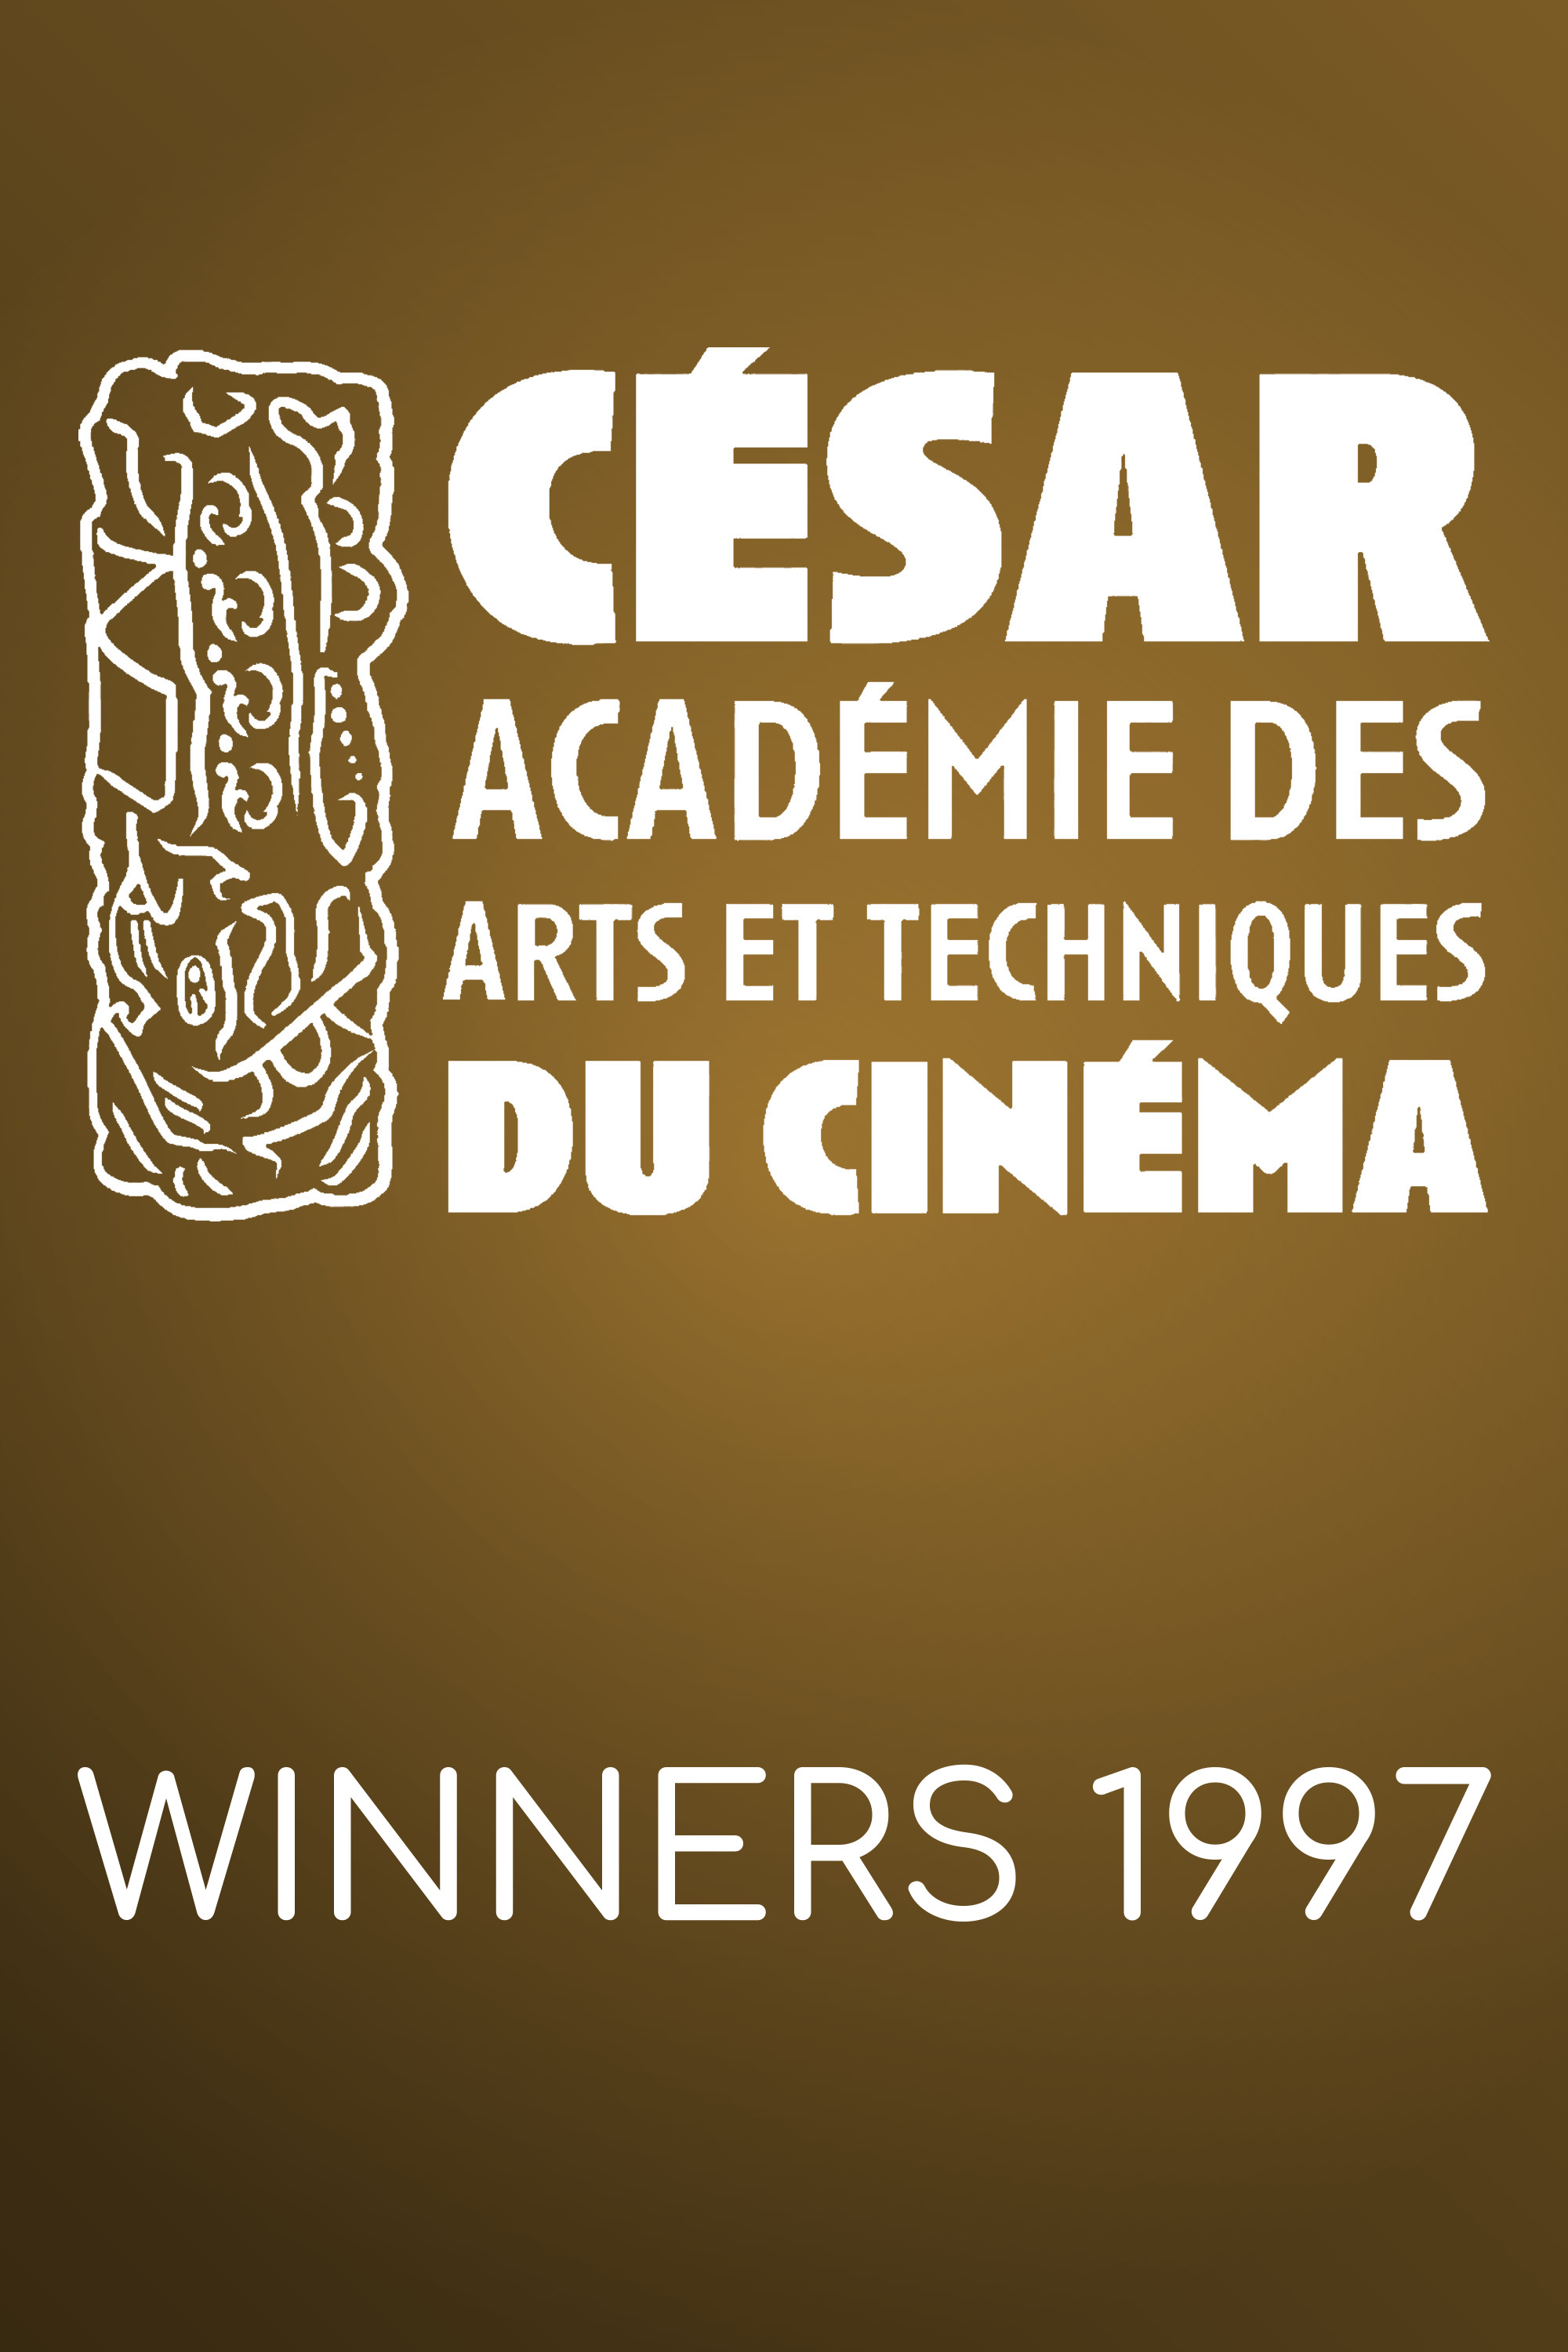 CÉSAR
ACADÉMIE DES
ARTS ET TECHNIQUES
DU CINÉMA
WINNERS 1997